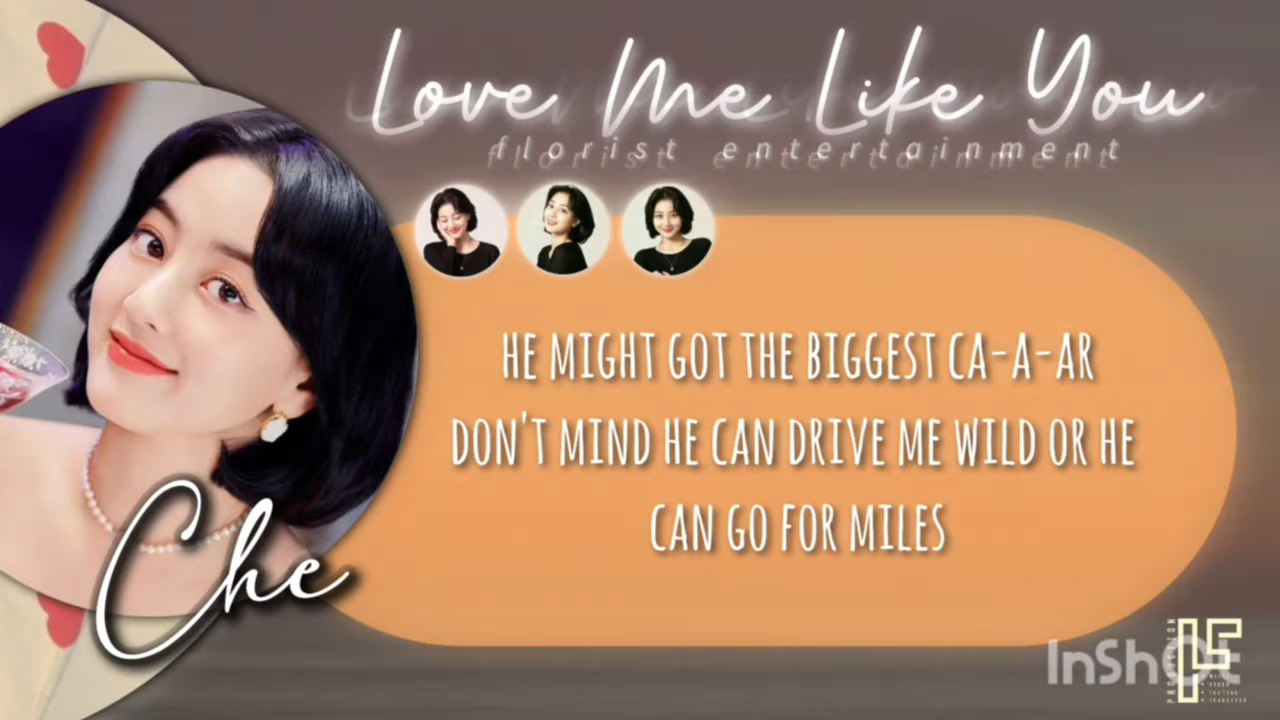 Love Me Like You
florist entertainment
HE MIGHT GOT THE BIGGEST CA-A-AR
DON'T MIND HE CAN DRIVE ME WILD OR HE
CAN GO FOR MILES
Che
InShOt
PRODUCTION